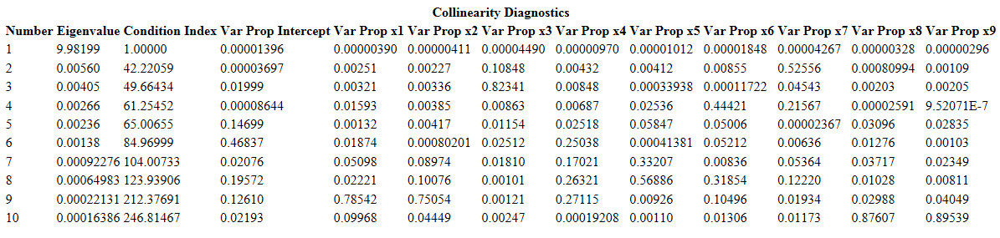 Collinearity Diagnostics
Number Eigenvalue Condition Index Var Prop Intercept Var Prop x1 Var Prop x2 Var Prop x3 Var Prop x4 Var Prop x5 Var Prop x6 Var Prop x7 Var Prop x8 Var Prop x9
1 9.98199 1.00000 0.00001396 0.00000390 0.00000411 0.00004490 0.00000970 0.00001012 0.00001848 0.00004267 0.00000328 0.00000296
2 0.00560 42.22059 0.00003697 0.00251 0.00227 0.10848 0.00432 0.00412 0.00855 0.52556 0.00080994 0.00109
3 0.00405 49.66434 0.01999 0.00321 0.00336 0.82341 0.00848 0.00033938 0.00011722 0.04543 0.00203 0.00205
4 0.00266 61.25452 0.00008644 0.01593 0.00385 0.00863 0.00687 0.02536 0.44421 0.21567 0.00002591 9.52071E-7
5 0.00236 65.00655 0.14699 0.00132 0.00417 0.01154 0.02518 0.05847 0.05006 0.00002367 0.03096 0.02835
6 0.00138 84.96999 0.46837 0.01874 0.00080201 0.02512 0.25038 0.00041381 0.05212 0.00636 0.01276 0.00103
7 0.00092276 104.00733 0.02076 0.05098 0.08974 0.01810 0.17021 0.33207 0.00836 0.05364 0.03717 0.02349
8 0.00064983 123.93906 0.19572 0.02221 0.10076 0.00101 0.26321 0.56886 0.31854 0.12220 0.01028 0.00811
9 0.00022131 212.37691 0.12610 0.78542 0.75054 0.00121 0.27115 0.00926 0.10496 0.01934 0.02988 0.04049
10 0.00016386 246.81467 0.02193 0.09968 0.04449 0.00247 0.00019208 0.00110 0.01306 0.01173 0.87607 0.89539